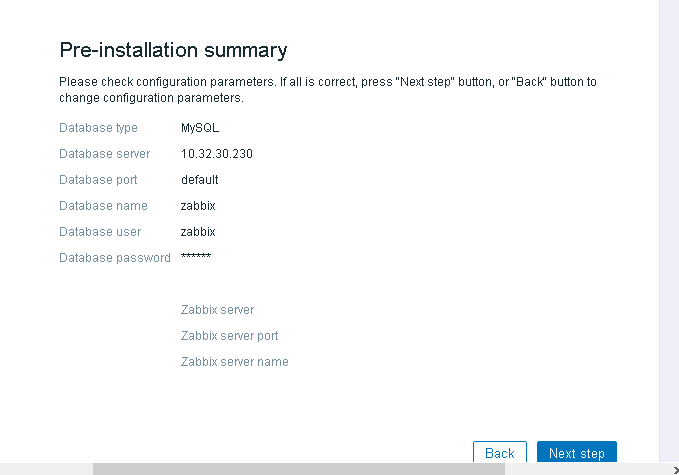 Pre-installation summary
Please check configuration parameters. If all is correct, press "Next step" button, or "Back" button to
change configuration parameters.
Database type MySQL
Database server 10.32.30.230
Database port default
Database name zabbix
Database user zabbix
Database password ******
Zabbix server
Zabbix server port
Zabbix server name
Back Next step